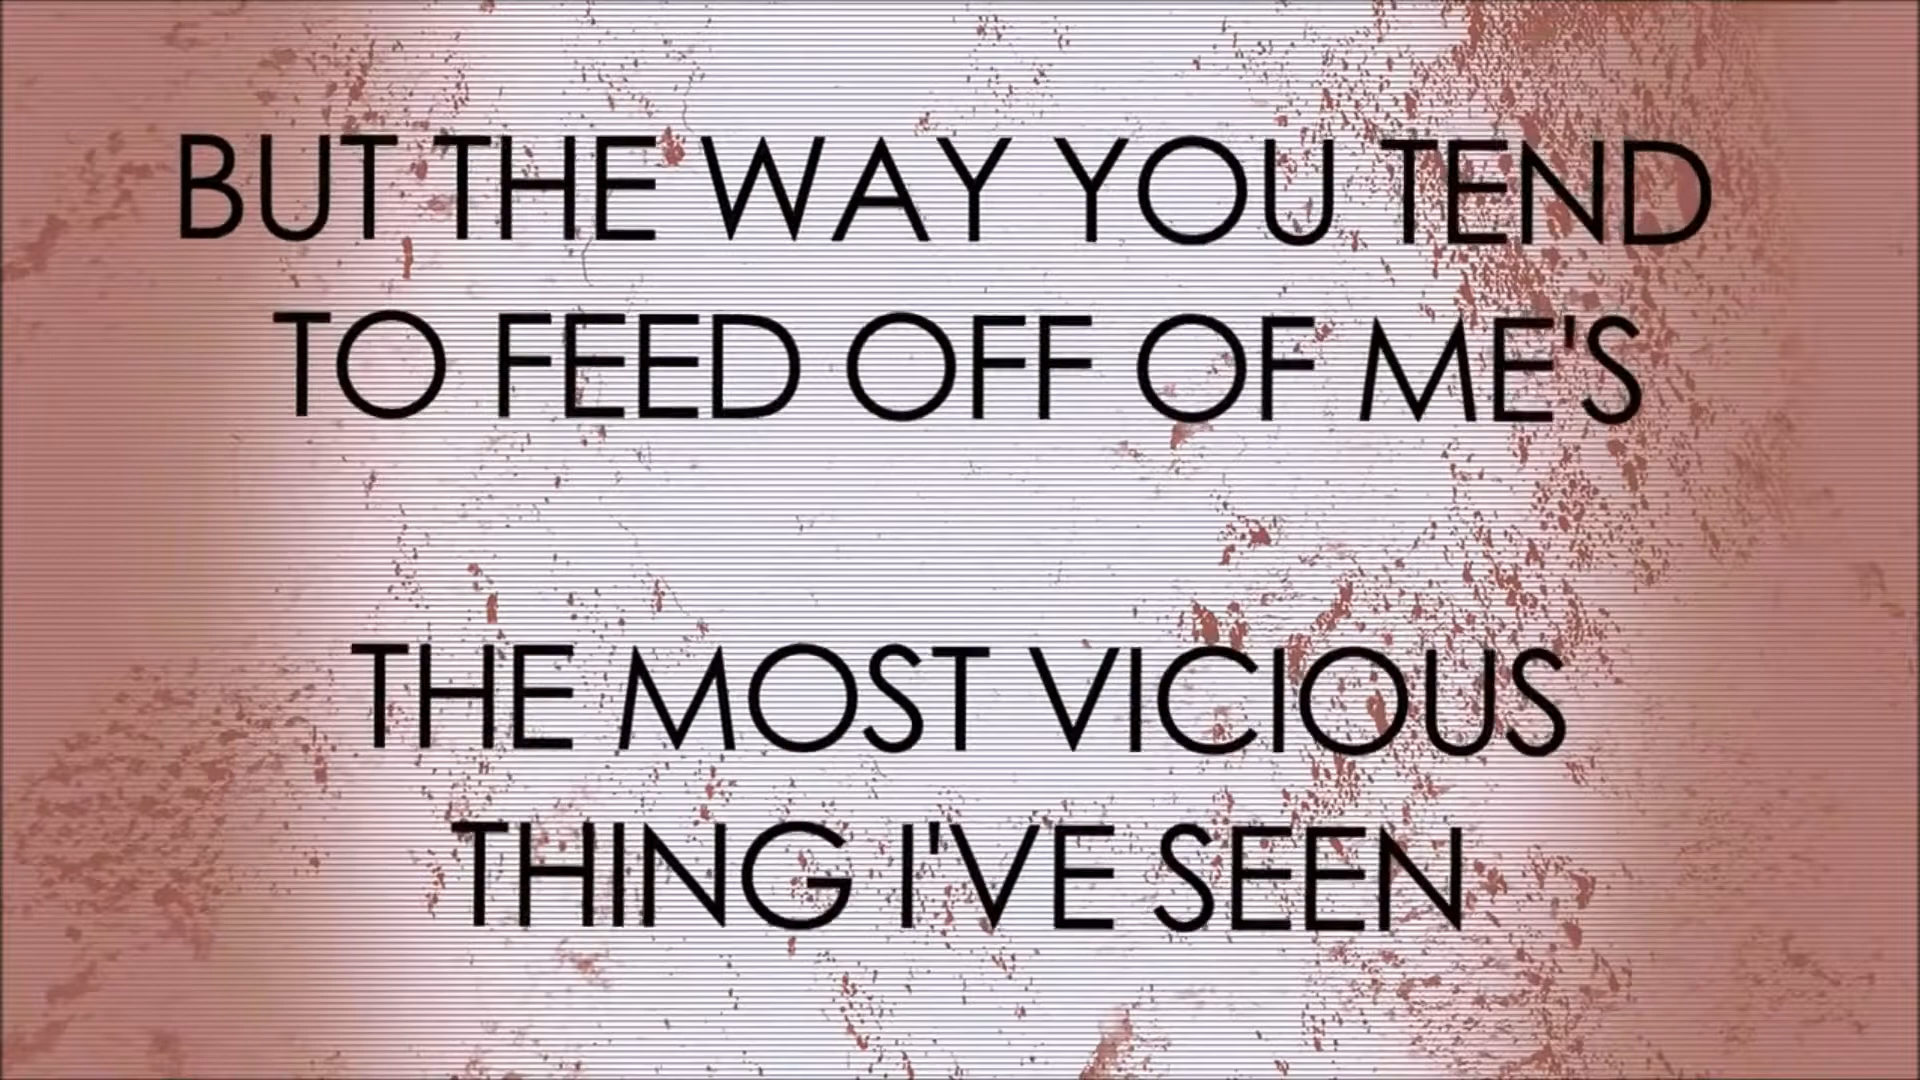 BUT THE WAY YOU TEND
TO FEED OFF OF ME'S
THE MOST VICIOUS
THING I'VE SEEN